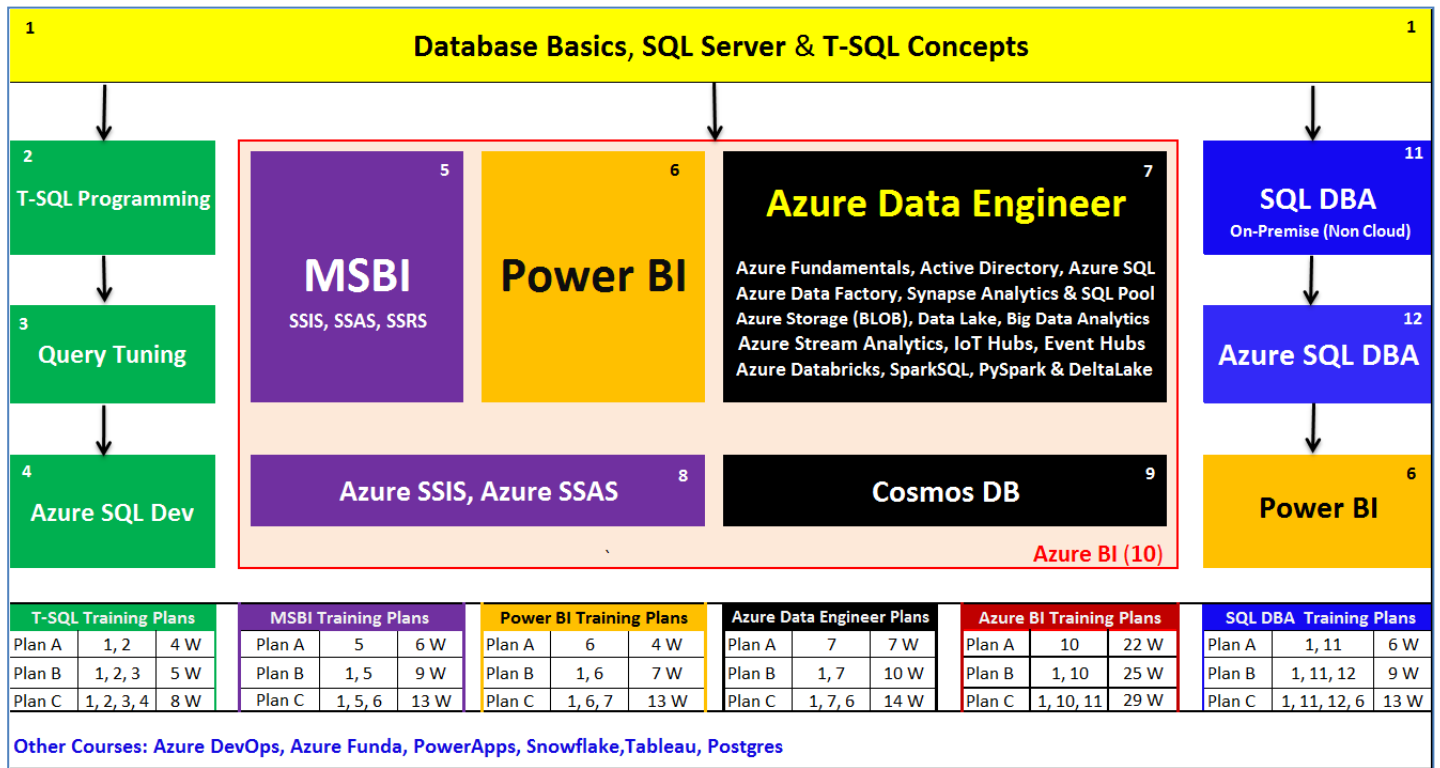 1
1
Database Basics, SQL Server & T-SQL Concepts
2
T-SQL Programming
3
Query Tuning
4
Azure SQL Dev
5
MSBI
SSIS, SSAS, SSRS
6
Power BI
7
Azure Data Engineer
Azure Fundamentals, Active Directory, Azure SQL
Azure Data Factory, Synapse Analytics & SQL Pool
Azure Storage (BLOB), Data Lake, Big Data Analytics
Azure Stream Analytics, IoT Hubs, Event Hubs
Azure Databricks, SparkSQL, PySpark & DeltaLake
8
Azure SSIS, Azure SSAS
9
Cosmos DB
`
Azure BI (10)
11
SQL DBA
On-Premise (Non Cloud)
12
Azure SQL DBA
6
Power BI
T-SQL Training Plans
Plan A 1, 2 4 W
Plan B 1, 2, 3 5 W
Plan C 1, 2, 3, 4 8 W
MSBI Training Plans
Plan A 5 6 W
Plan B 1, 5 9 W
Plan C 1, 5, 6 13 W
Power BI Training Plans
Plan A 6 4 W
Plan B 1, 6 7 W
Plan C 1, 6, 7 13 W
Azure Data Engineer Plans
Plan A 7 7 W
Plan B 1, 7 10 W
Plan C 1, 7, 6 14 W
Azure BI Training Plans
Plan A 10 22 W
Plan B 1, 10 25 W
Plan C 1, 10, 11 29 W
SQL DBA Training Plans
Plan A 1, 11 6 W
Plan B 1, 11, 12 9 W
Plan C 1, 11, 12, 6 13 W
Other Courses: Azure DevOps, Azure Funda, PowerApps, Snowflake,Tableau, Postgres